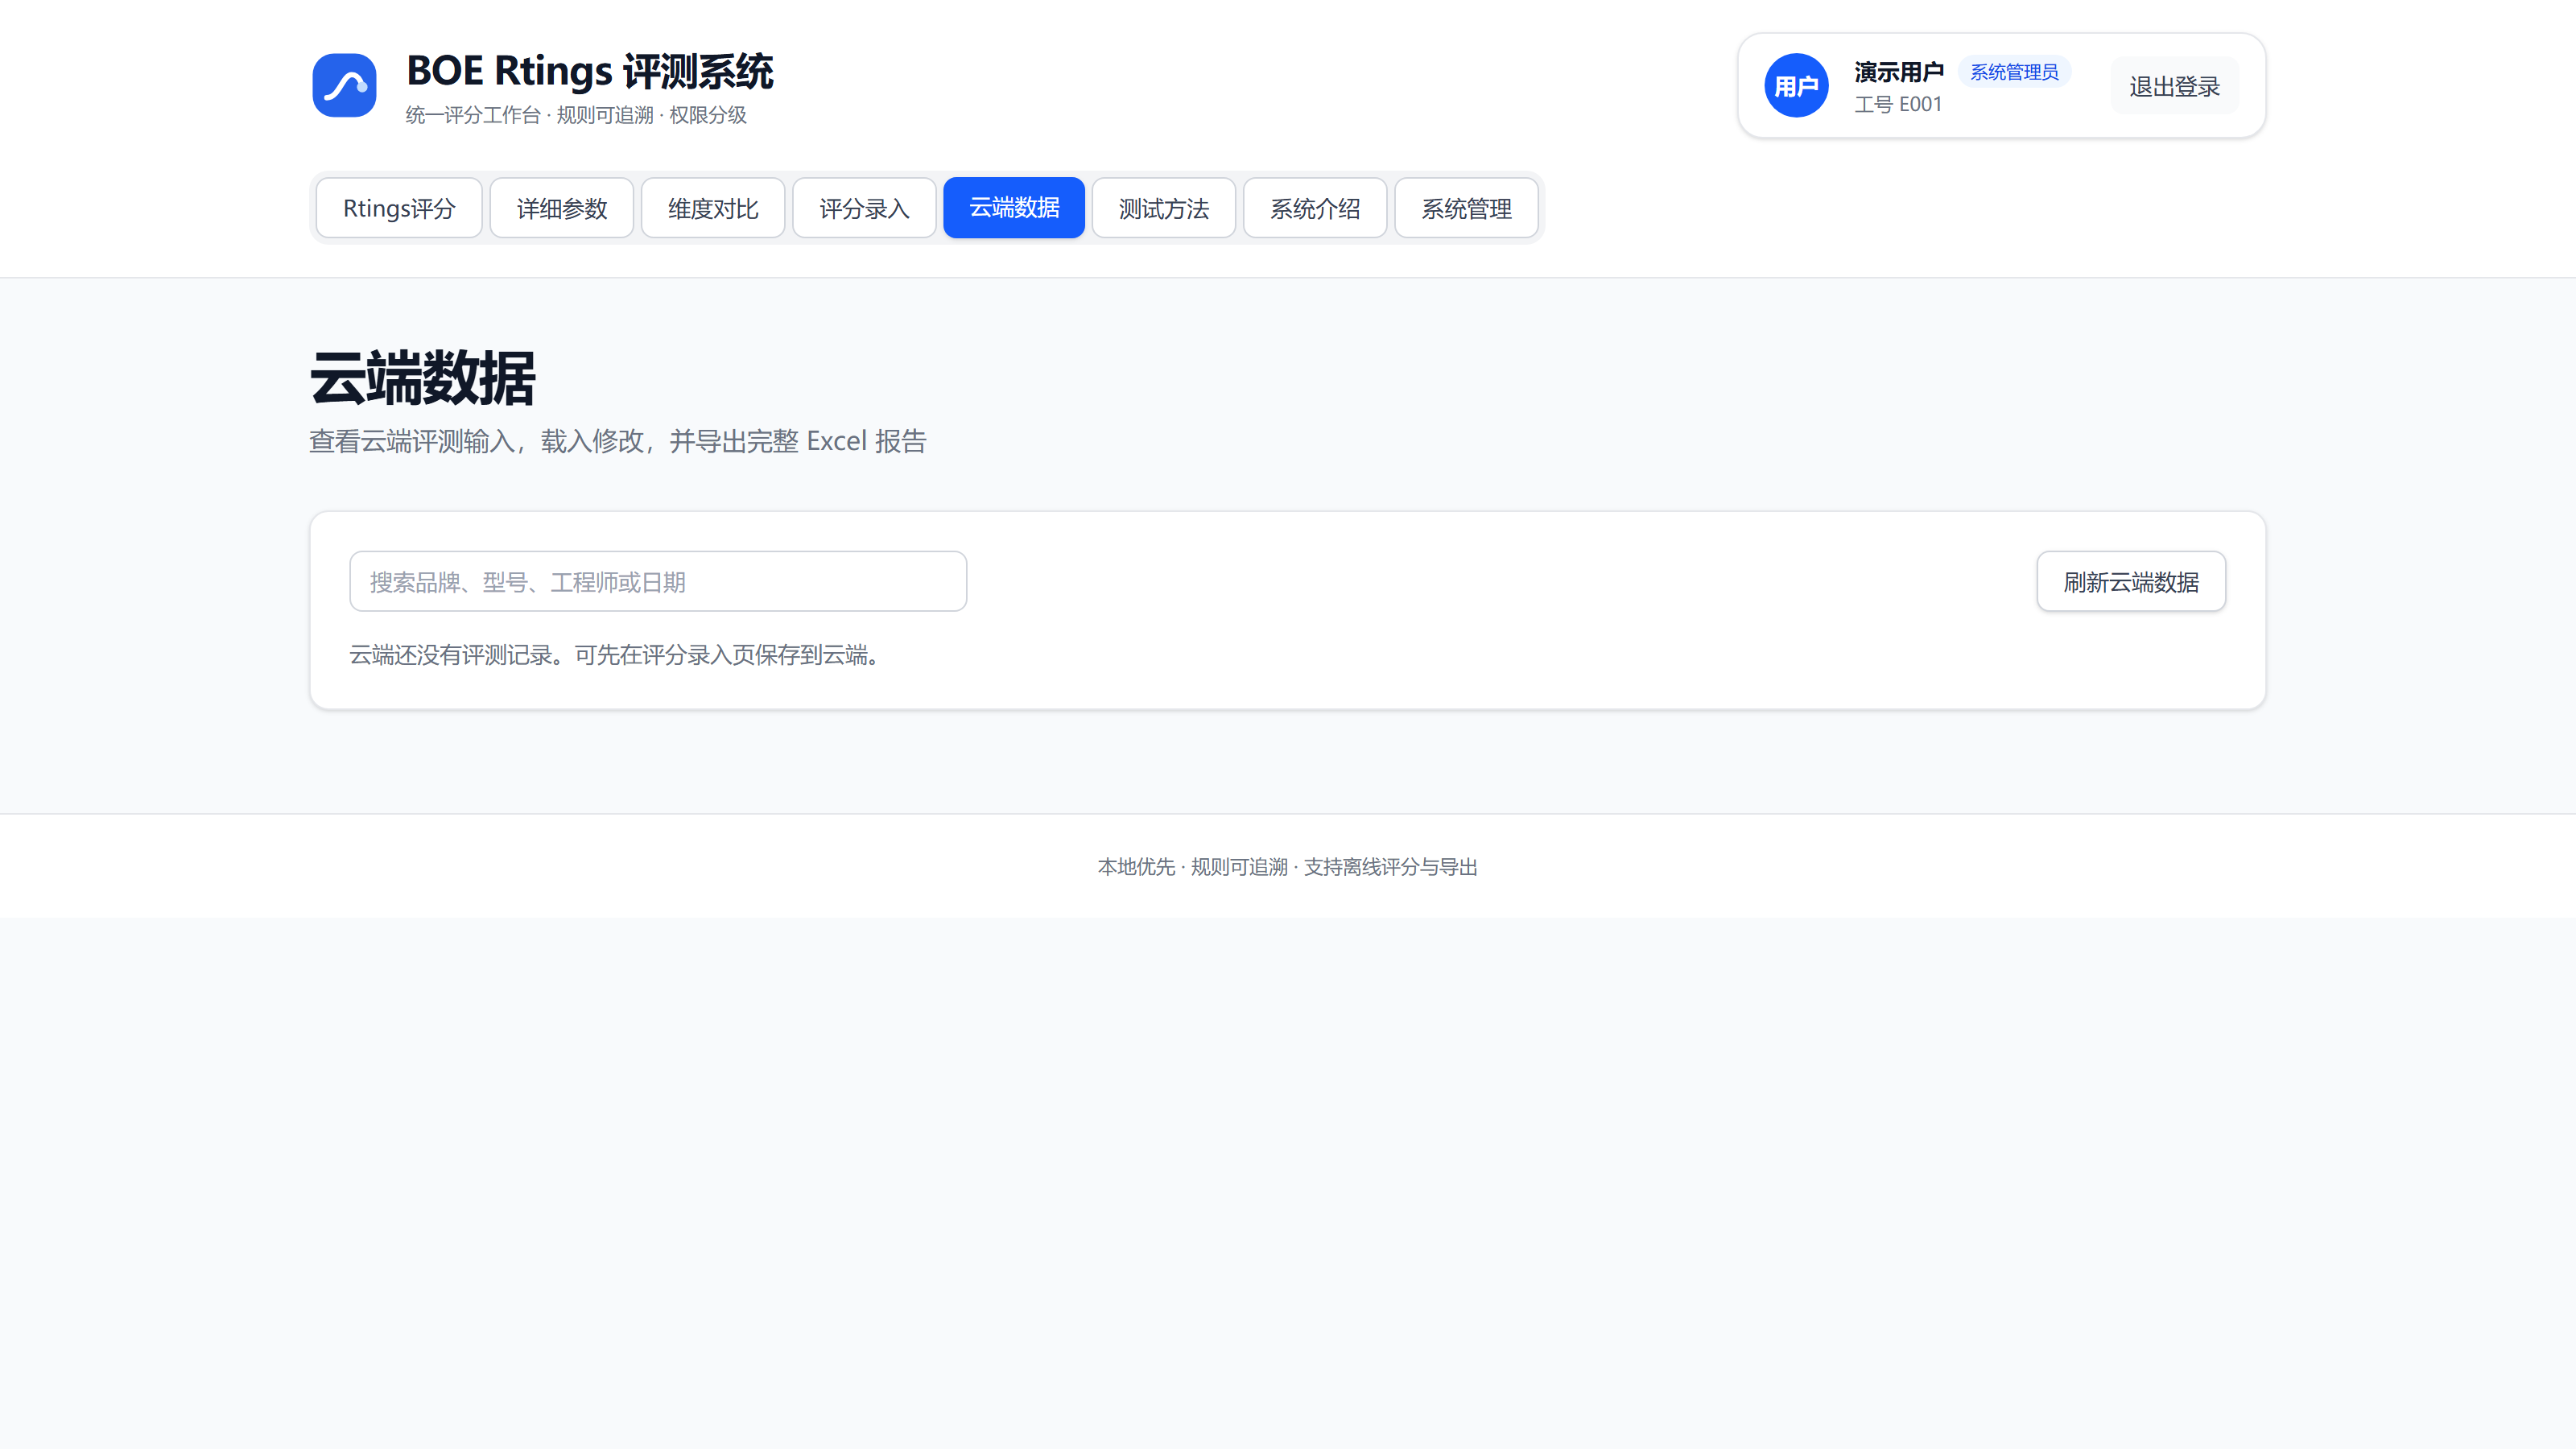 BOE Rtings 评测系统
统一评分工作台 · 规则可追溯 · 权限分级
用户
演示用户 系统管理员
工号 E001
退出登录
Rtings评分 详细参数 维度对比 评分录入 云端数据 测试方法 系统介绍 系统管理
云端数据
查看云端评测输入，载入修改，并导出完整 Excel 报告
搜索品牌、型号、工程师或日期
刷新云端数据
云端还没有评测记录。可先在评分录入页保存到云端。
本地优先 · 规则可追溯 · 支持离线评分与导出